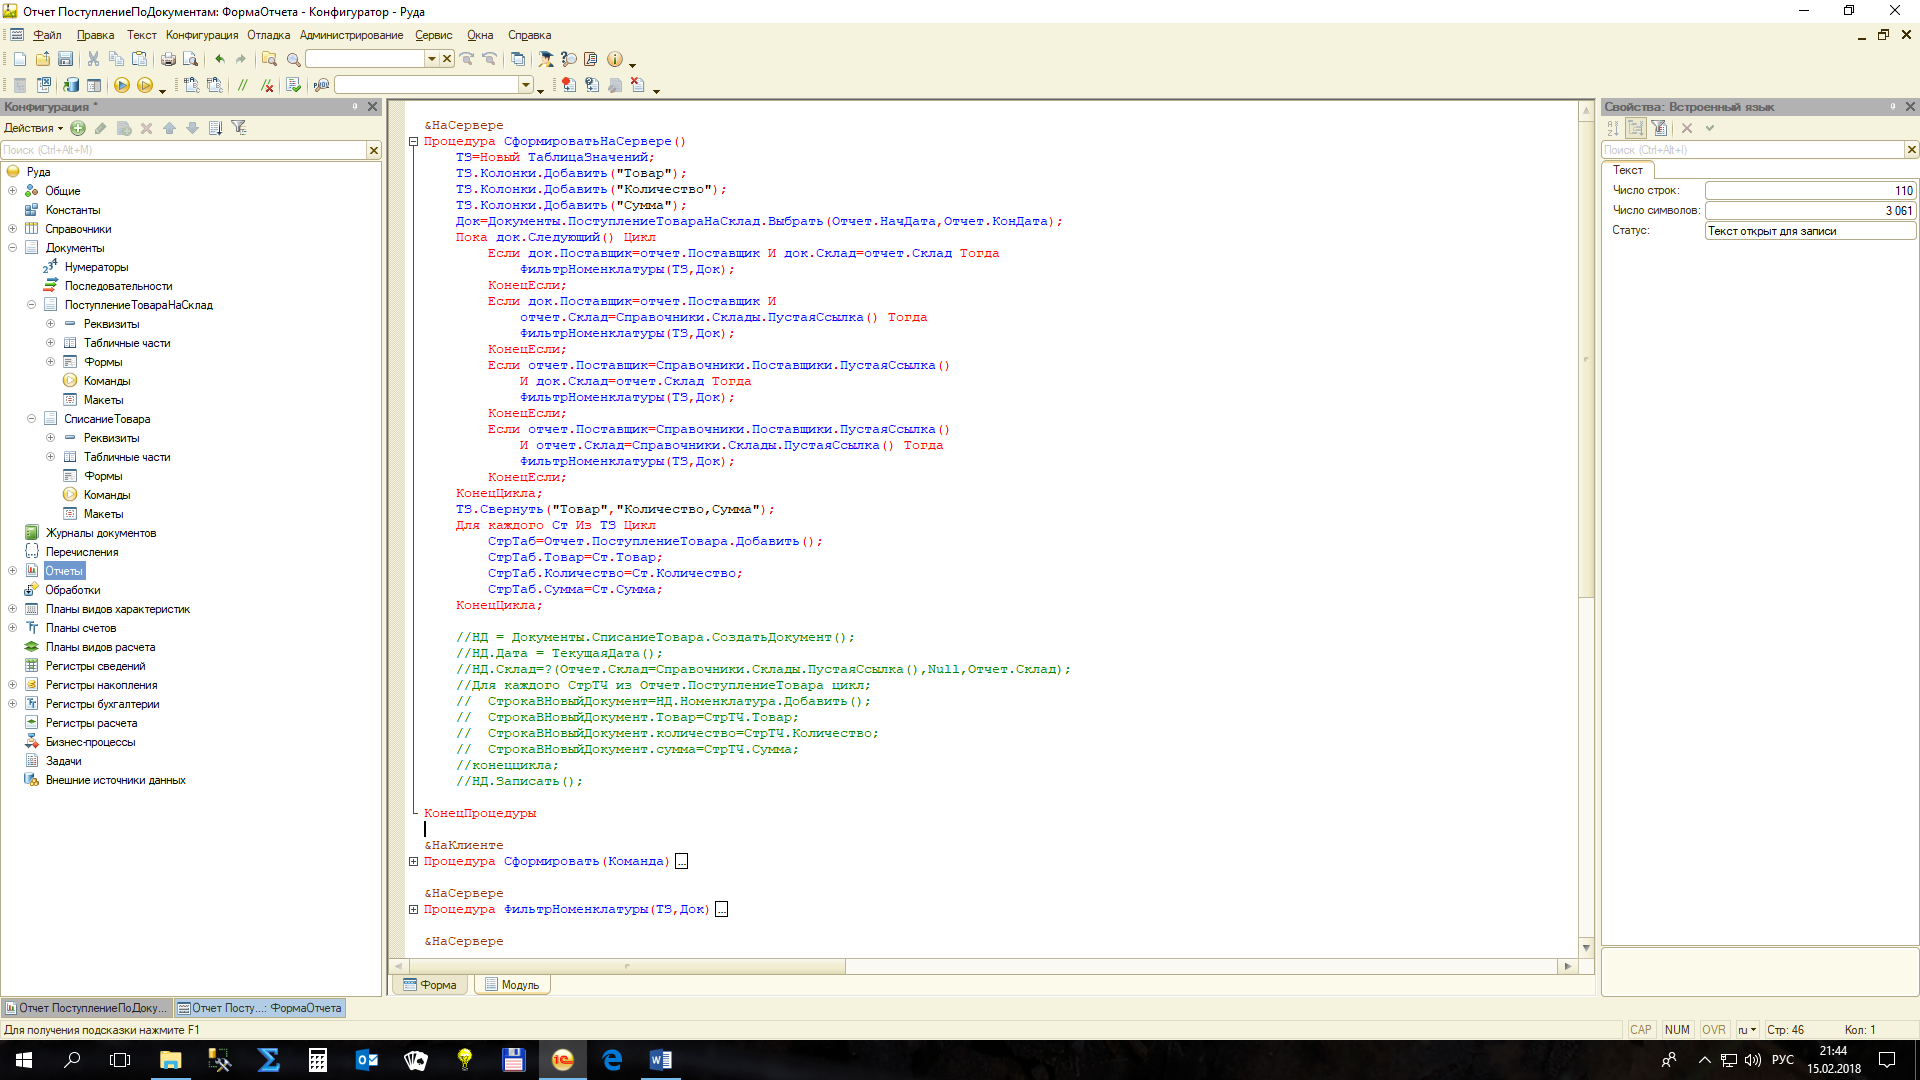 Отчет ПоступлениеПоДокументам: ФормаОтчета - Конфигуратор - Руда
Файл Правка Текст Конфигурация Отладка Администрирование Сервис Окна Справка
Конфигурация *
Действия
Поиск (Ctrl+Alt+M)
Руда
Общие
Константы
Справочники
Документы
Нумераторы
Последовательности
ПоступлениеТовараНаСклад
Реквизиты
Табличные части
Формы
Команды
Макеты
СписаниеТовара
Реквизиты
Табличные части
Формы
Команды
Макеты
Журналы документов
Перечисления
Отчеты
Обработки
Планы видов характеристик
Планы счетов
Планы видов расчета
Регистры сведений
Регистры накопления
Регистры бухгалтерии
Регистры расчета
Бизнес-процессы
Задачи
Внешние источники данных
&НаСервере
Процедура СформироватьНаСервере()
ТЗ=Новый ТаблицаЗначений;
ТЗ.Колонки.Добавить("Товар");
ТЗ.Колонки.Добавить("Количество");
ТЗ.Колонки.Добавить("Сумма");
Док=Документы.ПоступлениеТовараНаСклад.Выбрать(Отчет.НачДата,Отчет.КонДата);
Пока док.Следующий() Цикл
Если док.Поставщик=отчет.Поставщик И док.Склад=отчет.Склад Тогда
ФильтрНоменклатуры(ТЗ,Док);
КонецЕсли;
Если док.Поставщик=отчет.Поставщик И
отчет.Склад=Справочники.Склады.ПустаяСсылка() Тогда
ФильтрНоменклатуры(ТЗ,Док);
КонецЕсли;
Если отчет.Поставщик=Справочники.Поставщики.ПустаяСсылка()
И док.Склад=отчет.Склад Тогда
ФильтрНоменклатуры(ТЗ,Док);
КонецЕсли;
Если отчет.Поставщик=Справочники.Поставщики.ПустаяСсылка()
И отчет.Склад=Справочники.Склады.ПустаяСсылка() Тогда
ФильтрНоменклатуры(ТЗ,Док);
КонецЕсли;
КонецЦикла;
ТЗ.Свернуть("Товар","Количество,Сумма");
Для каждого Ст Из ТЗ Цикл
СтрТаб=Отчет.ПоступлениеТовара.Добавить();
СтрТаб.Товар=Ст.Товар;
СтрТаб.Количество=Ст.Количество;
СтрТаб.Сумма=Ст.Сумма;
КонецЦикла;
//НД = Документы.СписаниеТовара.СоздатьДокумент();
//НД.Дата = ТекущаяДата();
//НД.Склад=?(Отчет.Склад=Справочники.Склады.ПустаяСсылка(),Null,Отчет.Склад);
//Для каждого СтрТЧ из Отчет.ПоступлениеТовара цикл;
// СтрокаВНовыйДокумент=НД.Номенклатура.Добавить();
// СтрокаВНовыйДокумент.Товар=СтрТЧ.Товар;
// СтрокаВНовыйДокумент.количество=СтрТЧ.Количество;
// СтрокаВНовыйДокумент.сумма=СтрТЧ.Сумма;
//конеццикла;
//НД.Записать();
КонецПроцедуры
&НаКлиенте
Процедура Сформировать(Команда) ...
&НаСервере
Процедура ФильтрНоменклатуры(ТЗ,Док) ...
&НаСервере
Форма Модуль
Свойства: Встроенный язык
Поиск (Ctrl+Alt+I)
Текст
Число строк: 110
Число символов: 3 061
Статус: Текст открыт для записи
Отчет ПоступлениеПоДоку... Отчет Посту...: ФормаОтчета
Для получения подсказки нажмите F1 CAP NUM OVR ru Стр: 46 Кол: 1
РУС
21:44
15.02.2018